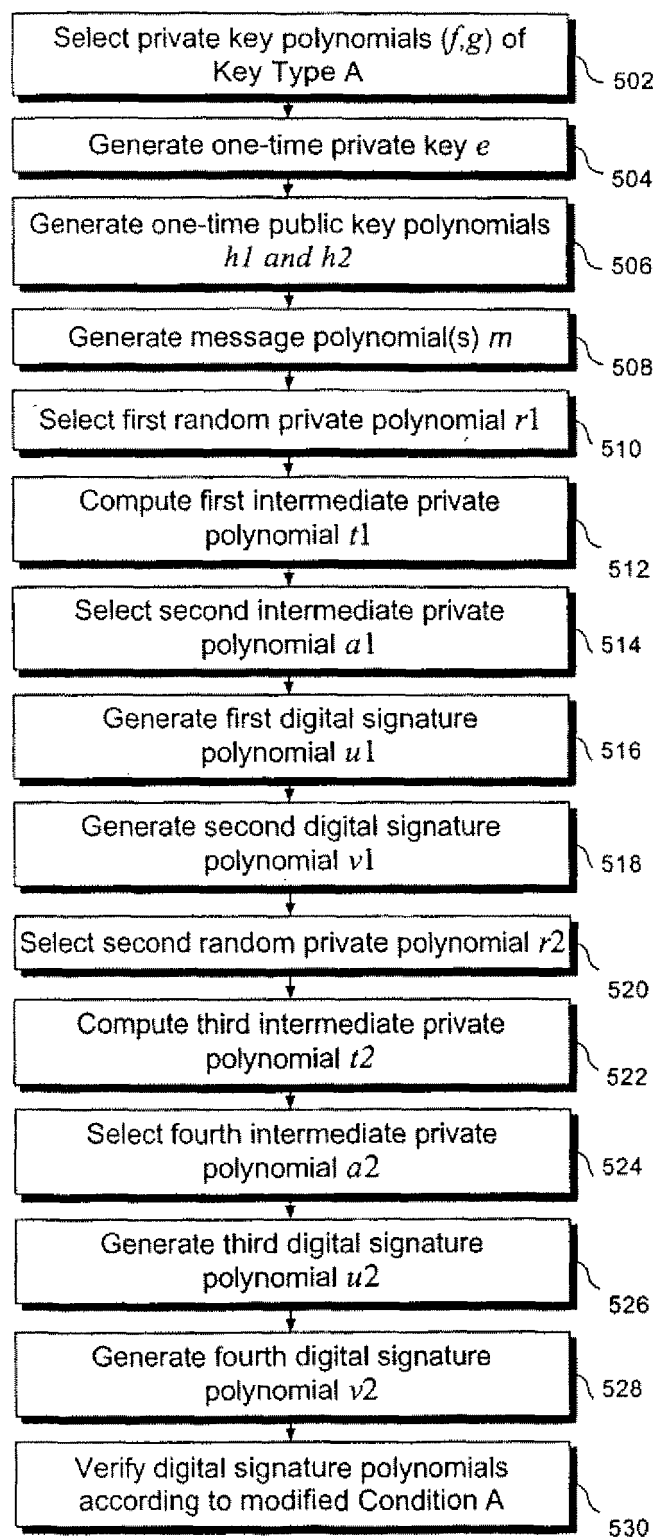 Select private key polynomials (f,g) of
Key Type A
502
Generate one-time private key e
504
Generate one-time public key polynomials
h1 and h2
506
Generate message polynomial(s) m
508
Select first random private polynomial r1
510
Compute first intermediate private
polynomial t1
512
Select second intermediate private
polynomial a1
514
Generate first digital signature
polynomial u1
516
Generate second digital signature
polynomial v1
518
Select second random private polynomial r2
520
Compute third intermediate private
polynomial t2
522
Select fourth intermediate private
polynomial a2
524
Generate third digital signature
polynomial u2
526
Generate fourth digital signature
polynomial v2
528
Verify digital signature polynomials
according to modified Condition A
530